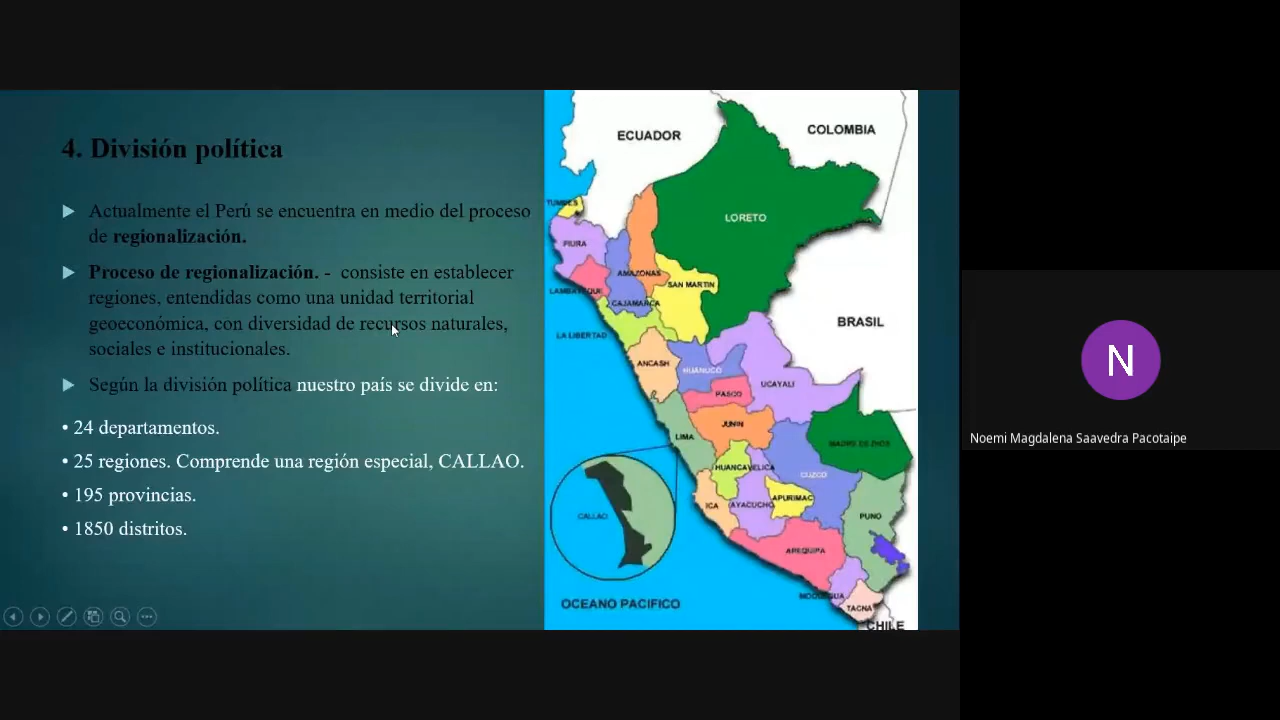 4. División política
Actualmente el Perú se encuentra en medio del proceso
de regionalización.
Proceso de regionalización. - consiste en establecer
regiones, entendidas como una unidad territorial
geoeconómica, con diversidad de recursos naturales,
sociales e institucionales.
Según la división política nuestro país se divide en:
• 24 departamentos.
• 25 regiones. Comprende una región especial, CALLAO.
• 195 provincias.
• 1850 distritos.
ECUADOR
COLOMBIA
TUMBES
LORETO
PIURA
AMAZONAS
SAN MARTIN
LAMBAYEQUE
CAJAMARCA
BRASIL
LA LIBERTAD
ANCASH
HUÁNUCO
UCAYALI
PASCO
JUNIN
LIMA
MADRE DE DIOS
HUANCAVELICA
CUZCO
APURIMAC
ICA
AYACUCHO
CALLAO
PUNO
AREQUIPA
MOQUEGUA
OCEANO PACIFICO
TACNA
CHILE
N
Noemi Magdalena Saavedra Pacotaipe